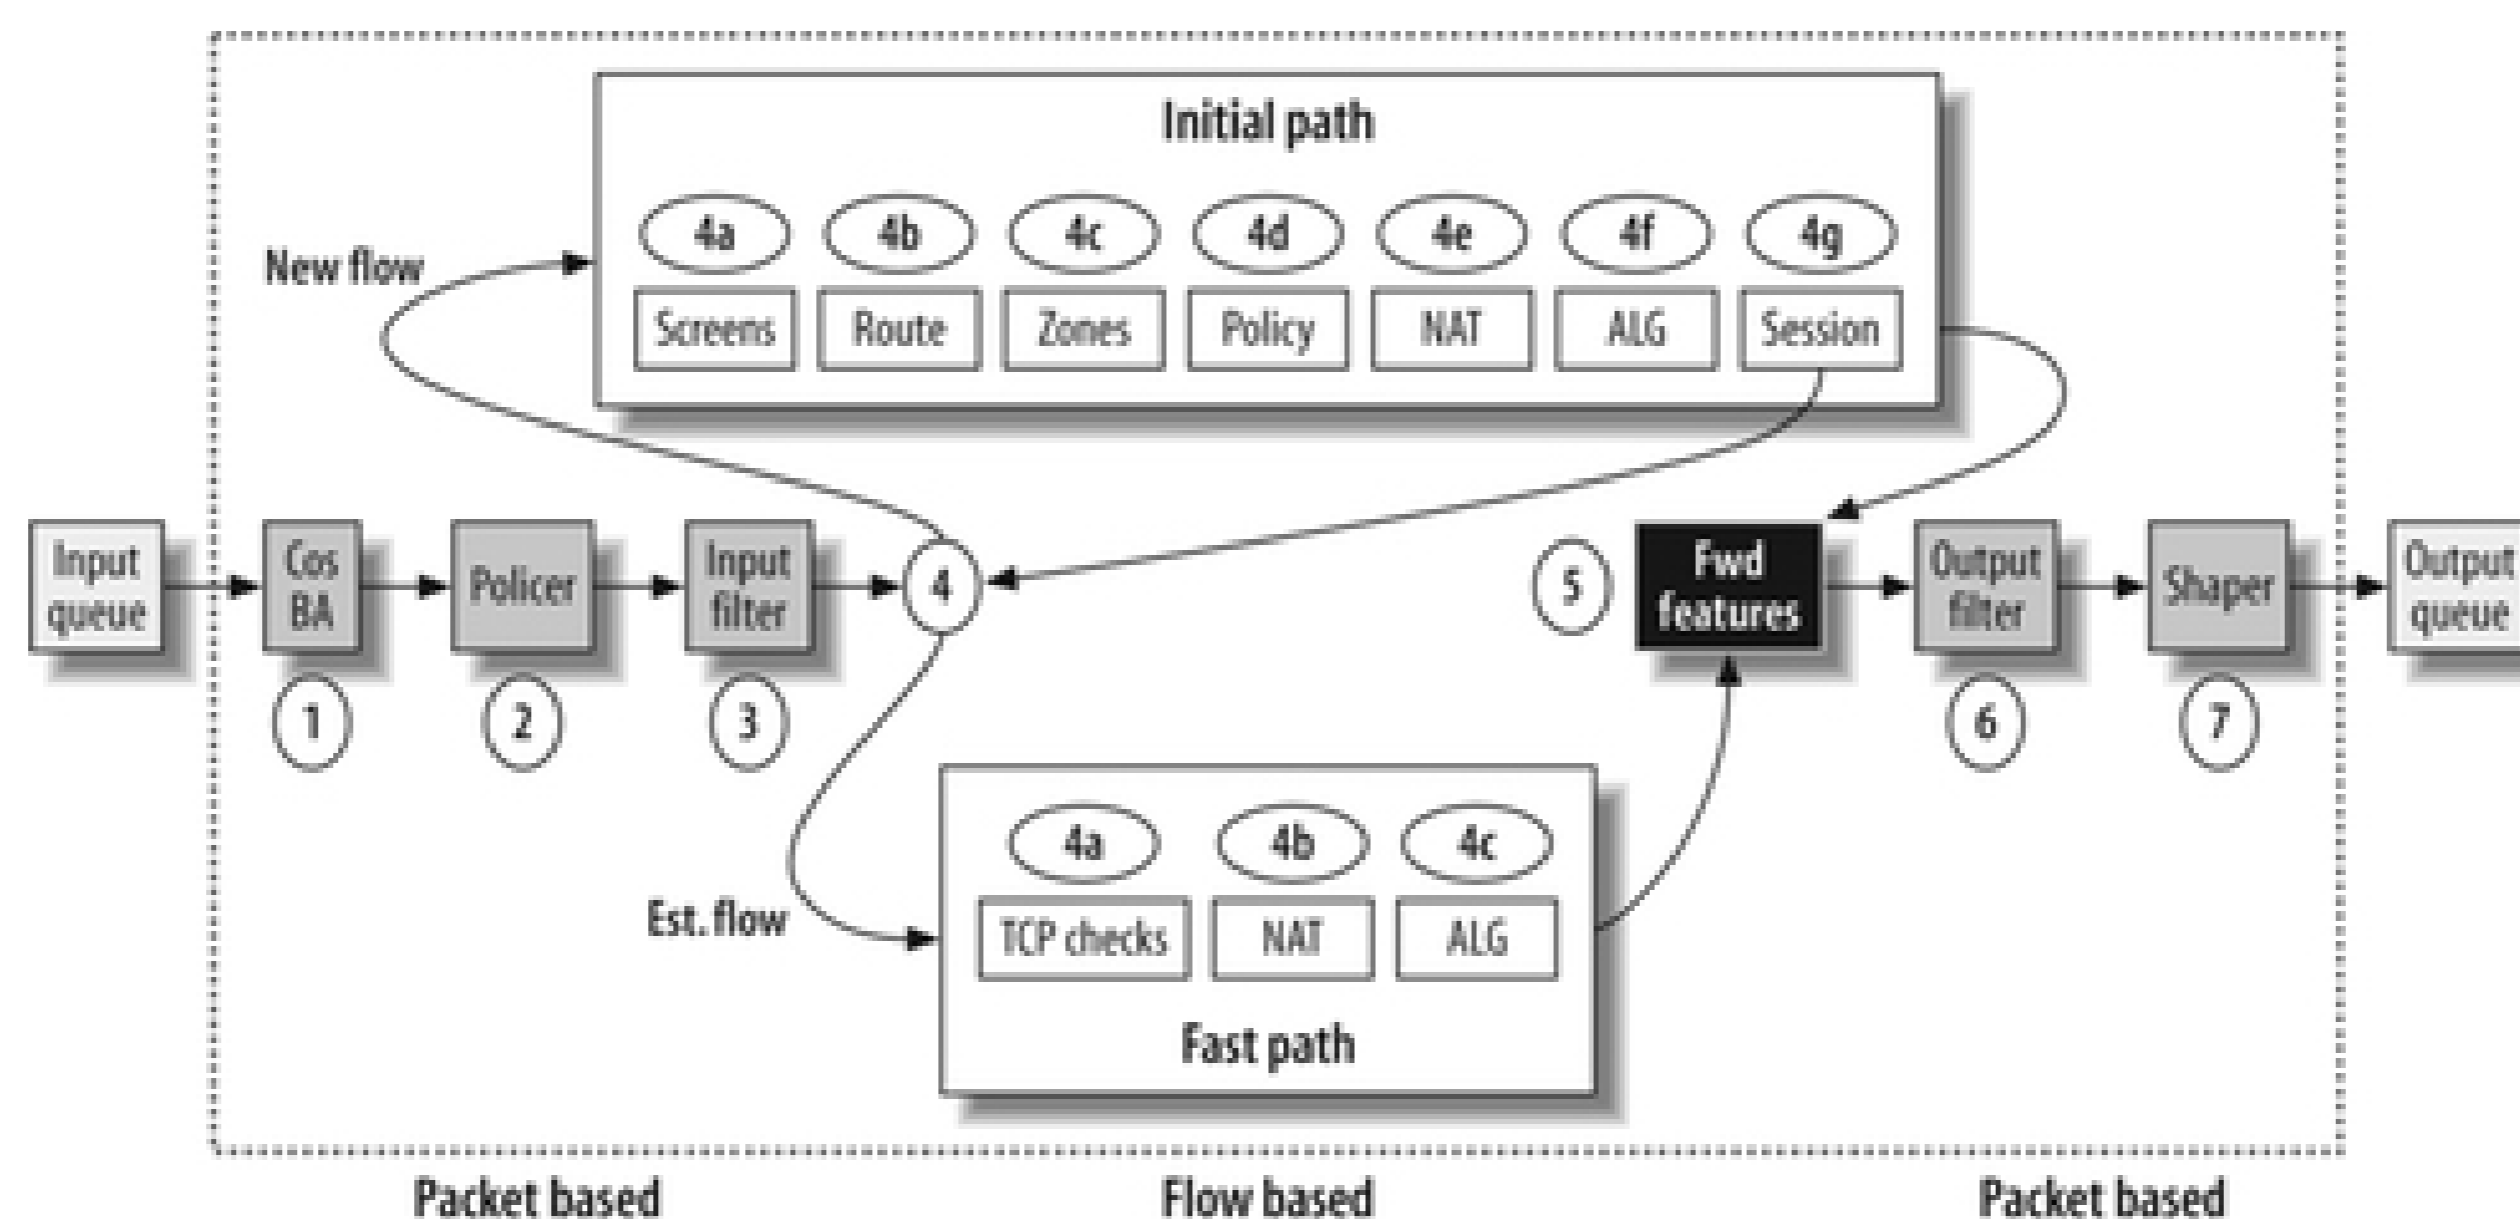 Initial path
4a 4b 4c 4d 4e 4f 4g
New flow
Screens Route Zones Policy NAT ALG Session
Input
queue
Cos
BA
Policer
Input
filter
4
5
Fwd
features
Output
filter
Shaper
Output
queue
1
2
3
6
7
4a 4b 4c
Est. flow
TCP checks NAT ALG
Fast path
Packet based
Flow based
Packet based